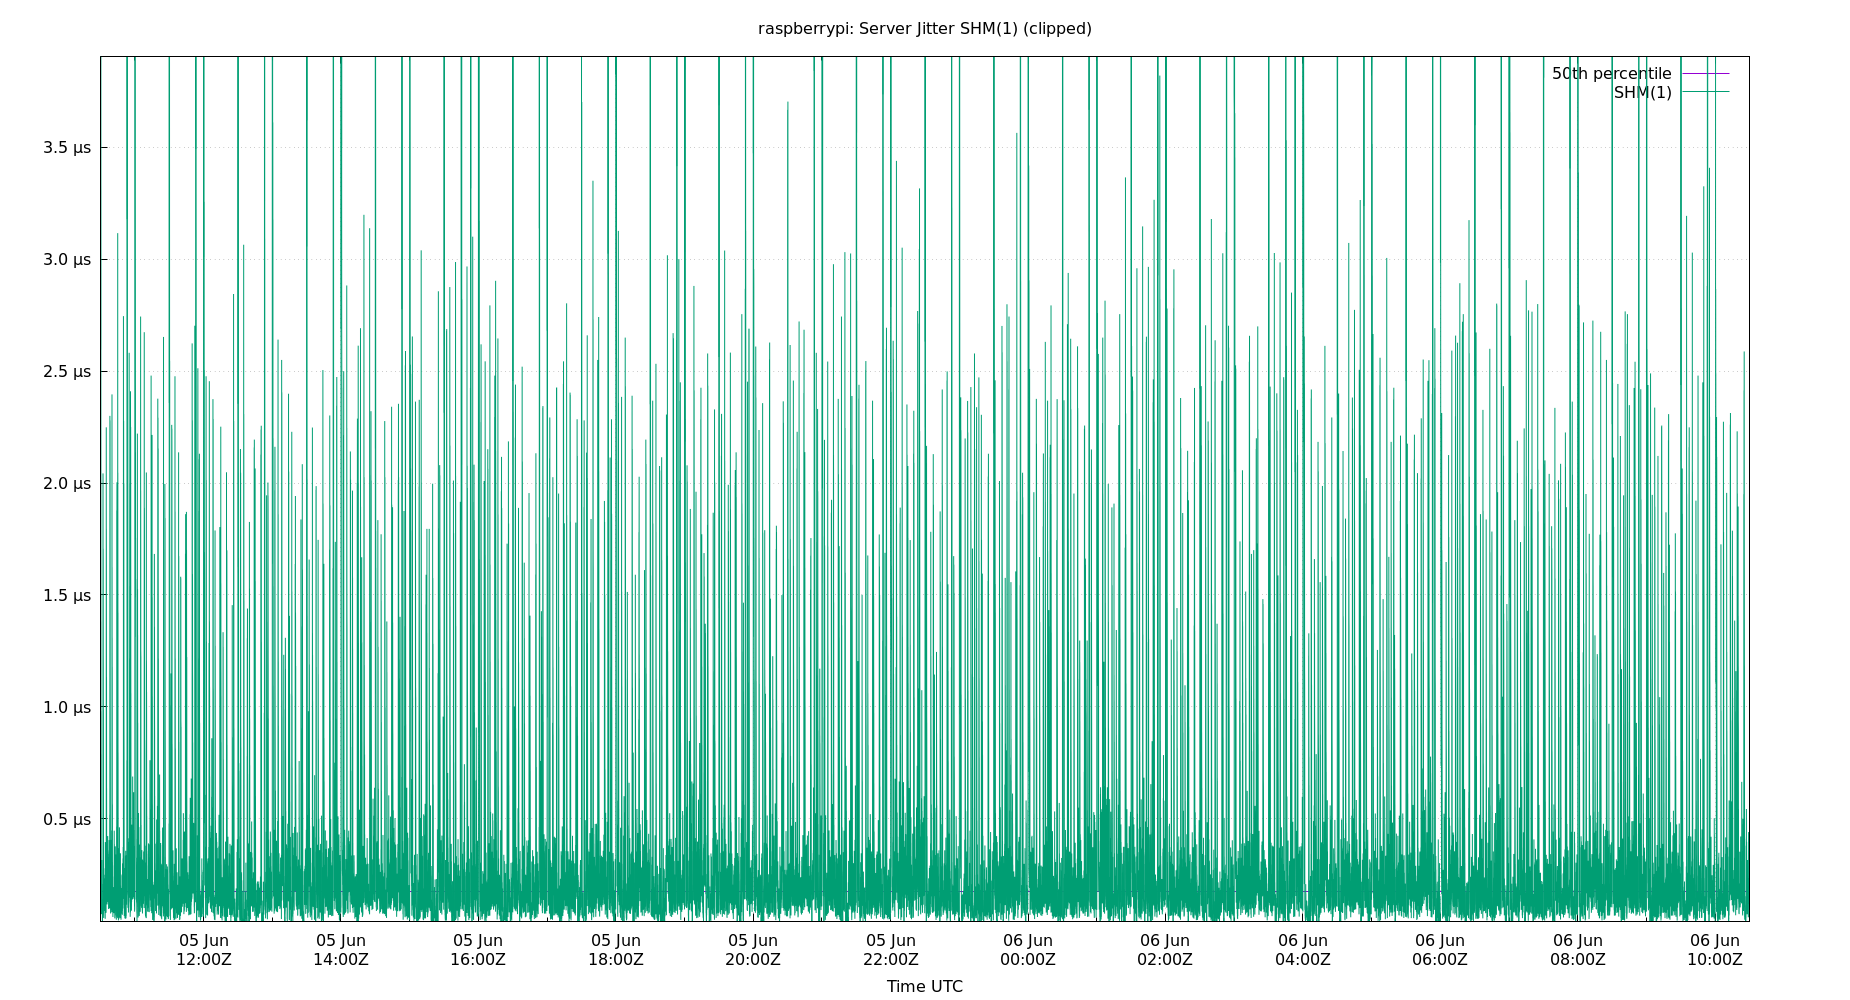 raspberrypi: Server Jitter SHM(1) (clipped)
50th percentile
SHM(1)
3.5 µs
3.0 µs
2.5 µs
2.0 µs
1.5 µs
1.0 µs
0.5 µs
05 Jun 05 Jun 05 Jun 05 Jun 05 Jun 05 Jun 06 Jun 06 Jun 06 Jun 06 Jun 06 Jun 06 Jun
12:00Z 14:00Z 16:00Z 18:00Z 20:00Z 22:00Z 00:00Z 02:00Z 04:00Z 06:00Z 08:00Z 10:00Z
Time UTC